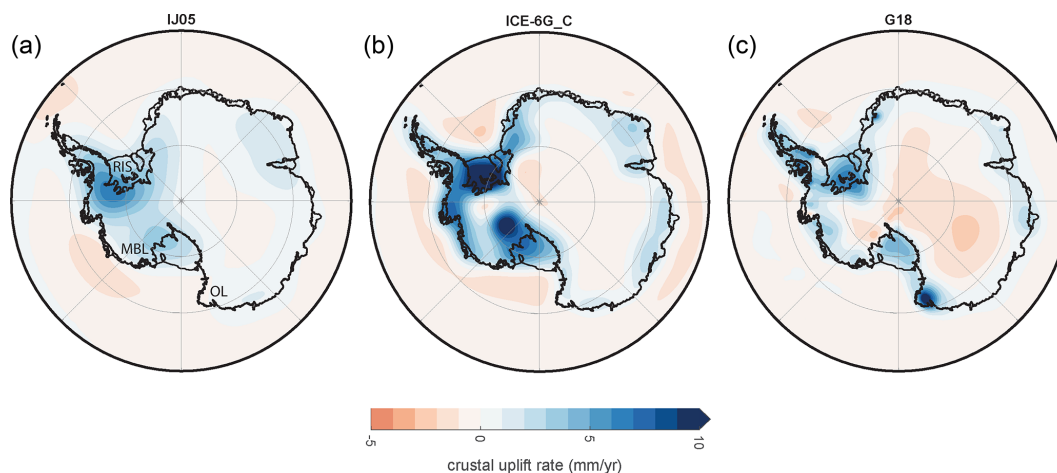 IJ05
ICE-6G_C
G18
(a)
(b)
(c)
RIS
MBL
OL
-5
0
5
10
crustal uplift rate (mm/yr)